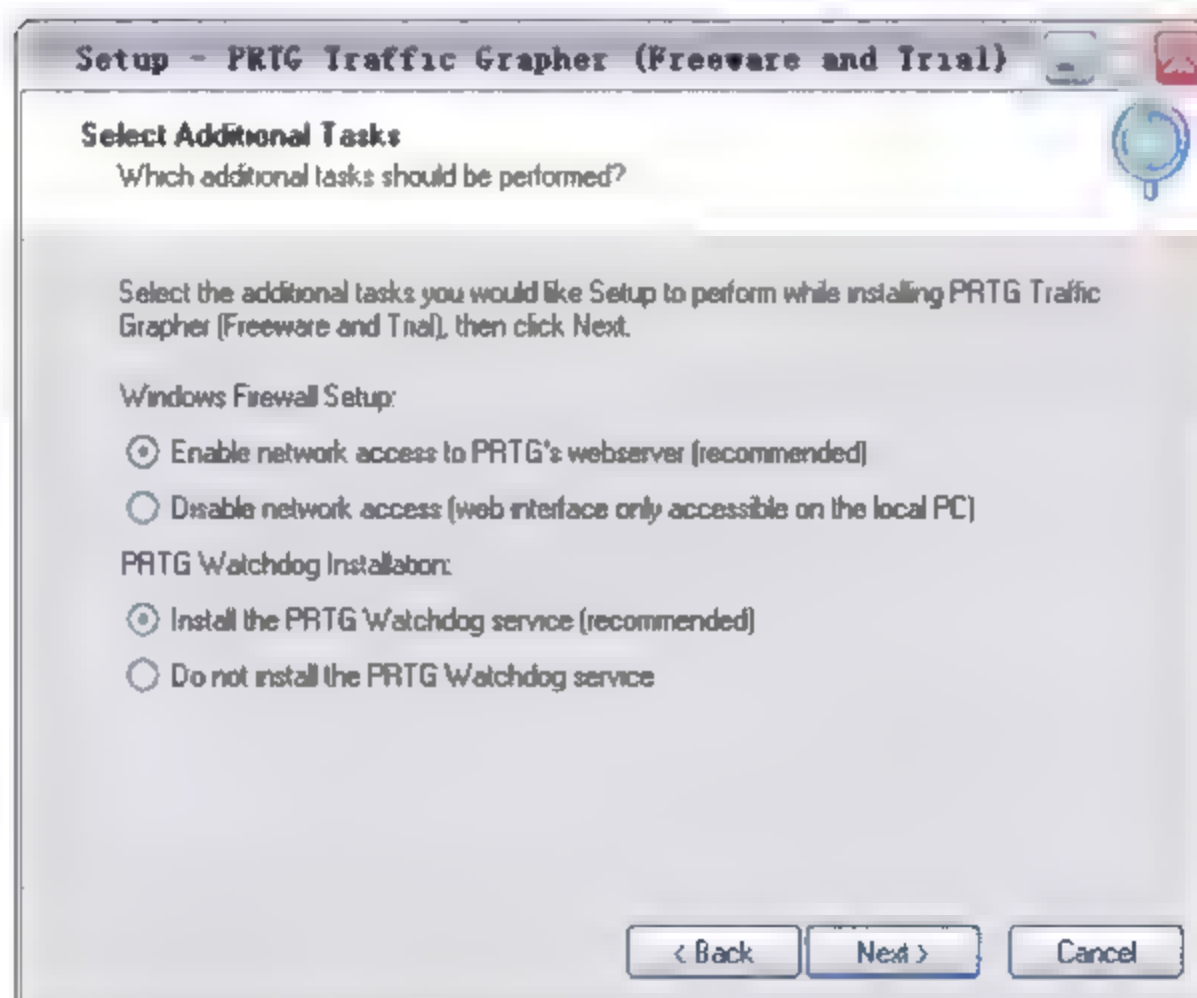 Setup - PRTG Traffic Grapher (Freeware and Trial)
Select Additional Tasks
Which additional tasks should be performed?
Select the additional tasks you would like Setup to perform while installing PRTG Traffic
Grapher (Freeware and Trial), then click Next.
Windows Firewall Setup:
Enable network access to PRTG's webserver (recommended)
Disable network access (web interface only accessible on the local PC)
PRTG Watchdog Installation:
Install the PRTG Watchdog service (recommended)
Do not install the PRTG Watchdog service
< Back Next > Cancel